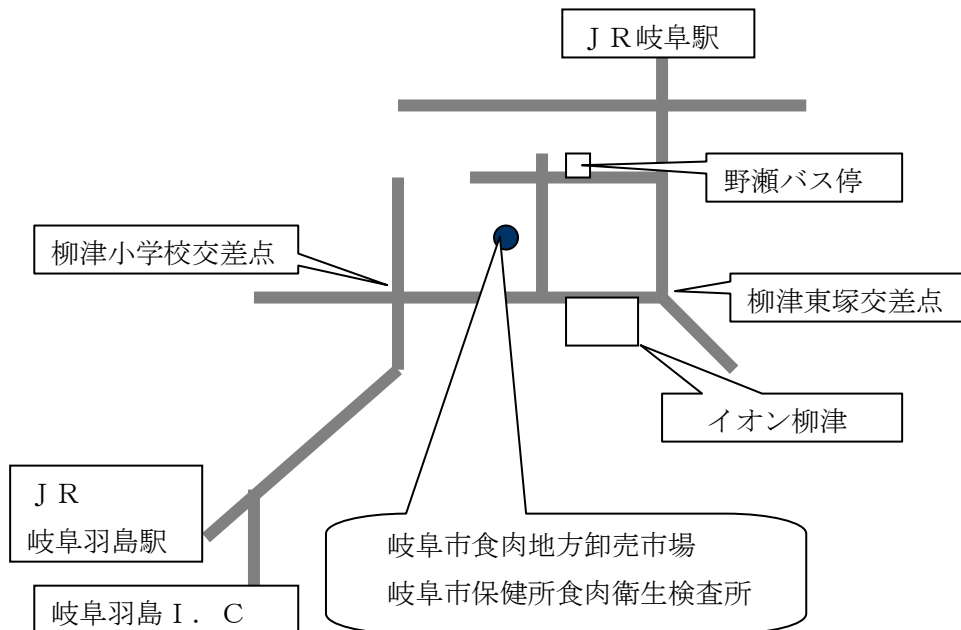 ＪＲ岐阜駅
野瀬バス停
柳津小学校交差点
柳津東塚交差点
イオン柳津
ＪＲ
岐阜羽島駅
岐阜市食肉地方卸売市場
岐阜市保健所食肉衛生検査所
岐阜羽島Ｉ．Ｃ